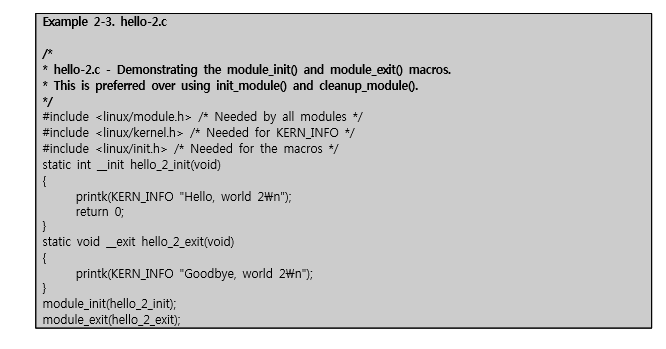 Example 2-3. hello-2.c
/*
* hello-2.c - Demonstrating the module_init() and module_exit() macros.
* This is preferred over using init_module() and cleanup_module().
*/
#include <linux/module.h> /* Needed by all modules */
#include <linux/kernel.h> /* Needed for KERN_INFO */
#include <linux/init.h> /* Needed for the macros */
static int __init hello_2_init(void)
{
printk(KERN_INFO "Hello, world 2₩n");
return 0;
}
static void __exit hello_2_exit(void)
{
printk(KERN_INFO "Goodbye, world 2₩n");
}
module_init(hello_2_init);
module_exit(hello_2_exit);